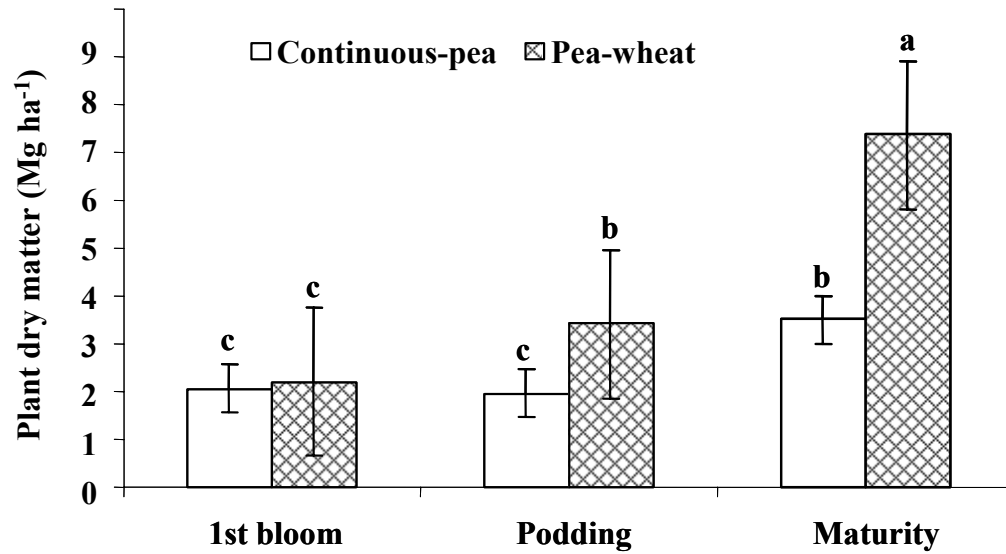 Plant dry matter (Mg ha-1)
9
8
7
6
5
4
3
2
1
0
Continuous-pea Pea-wheat
c
c
c
b
b
a
1st bloom Podding Maturity